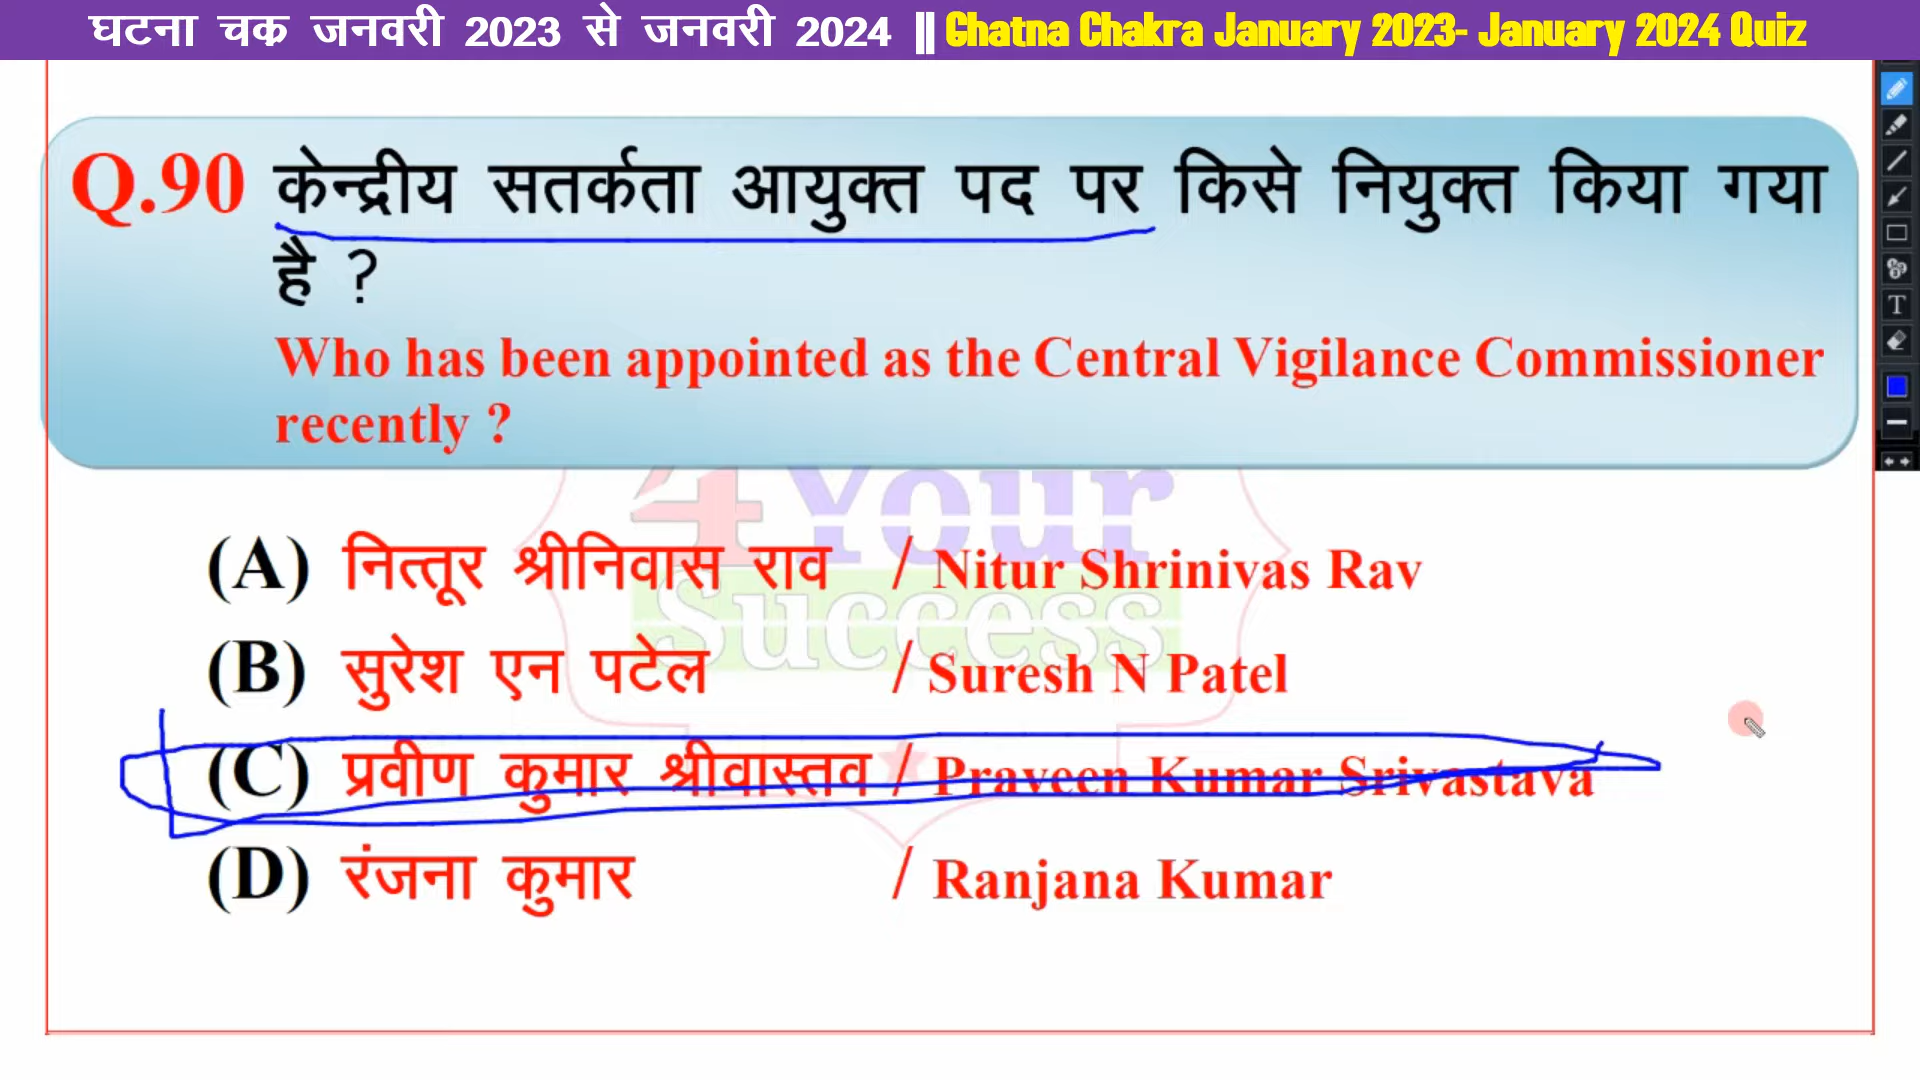 घटना चक्र जनवरी 2023 से जनवरी 2024 || Ghatna Chakra January 2023- January 2024 Quiz
Q.90 केन्द्रीय सतर्कता आयुक्त पद पर किसे नियुक्त किया गया
है ?
Who has been appointed as the Central Vigilance Commissioner
recently ?
4Your
Success
(A) नित्तूर श्रीनिवास राव / Nitur Shrinivas Rav
(B) सुरेश एन पटेल / Suresh N Patel
(C) प्रवीण कुमार श्रीवास्तव / Praveen Kumar Srivastava
(D) रंजना कुमार / Ranjana Kumar
T